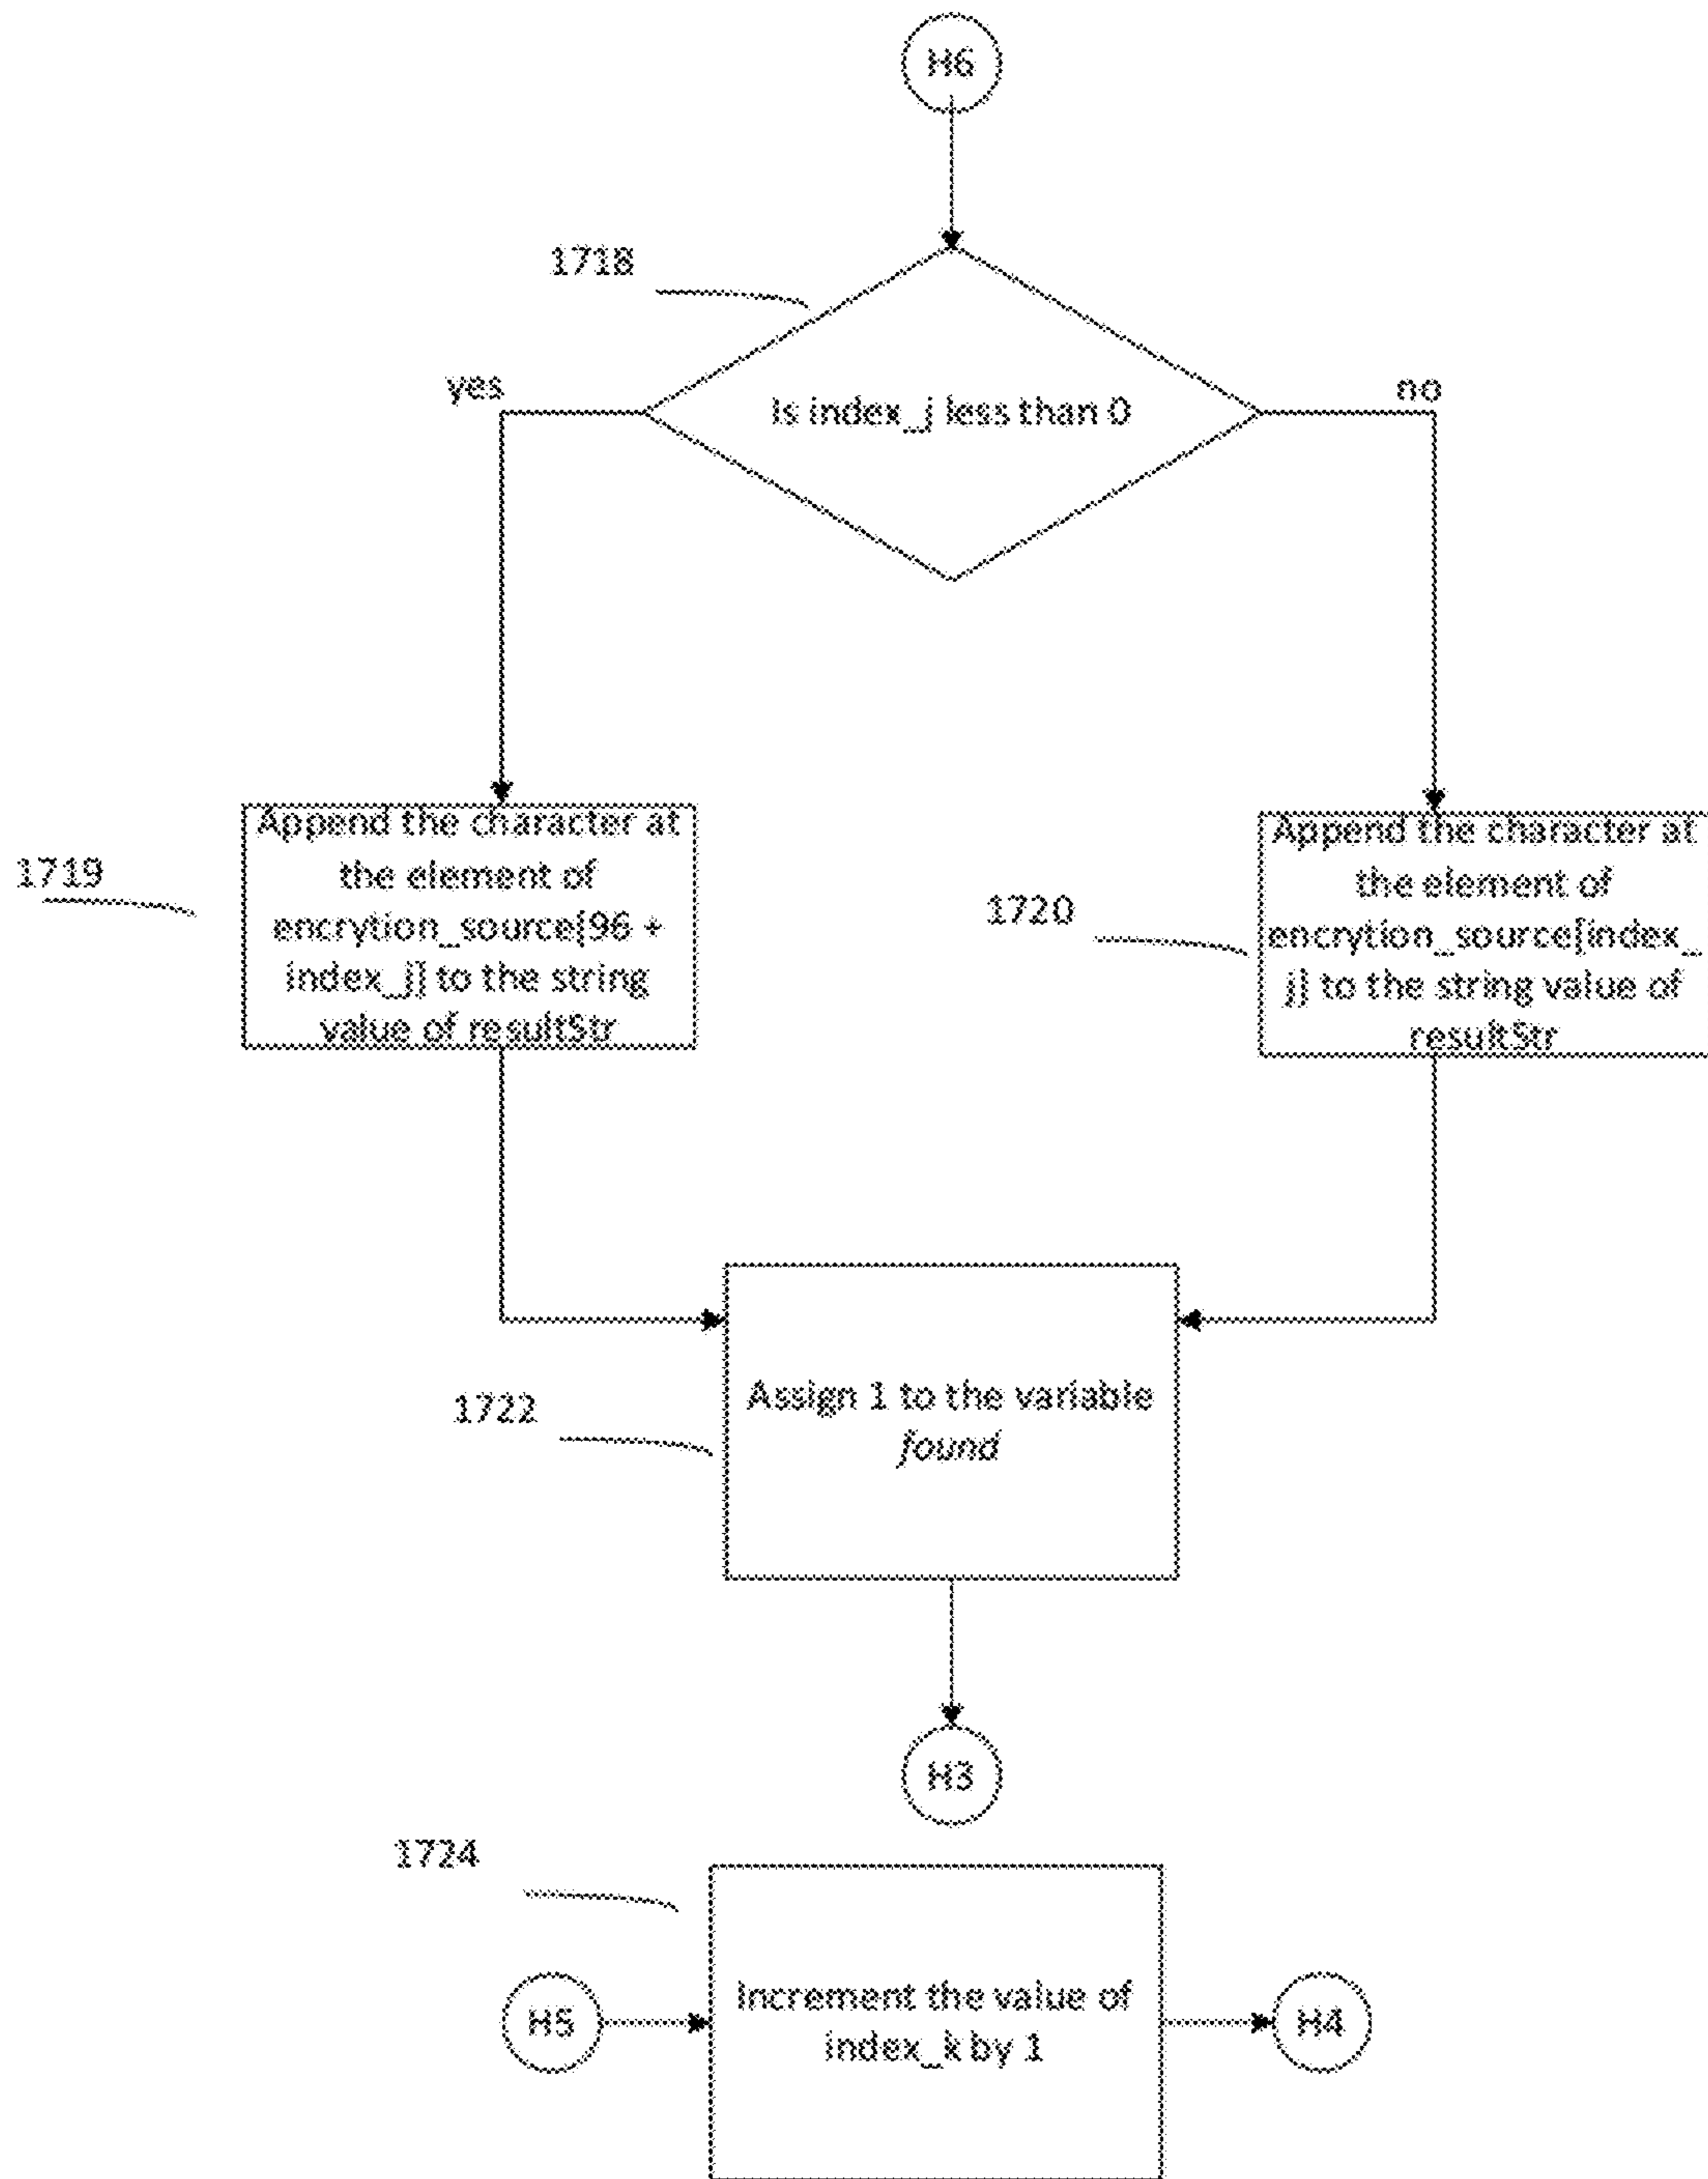 H6
1718
yes
Is index_j less than 0
no
Append the character at
the element of
encrytion_source[96 +
index_j] to the string
value of resultStr
1719
Append the character at
the element of
encrytion_source[index_
j] to the string value of
resultStr
1720
Assign 1 to the variable
found
1722
H3
1724
H5
Increment the value of
index_k by 1
H4